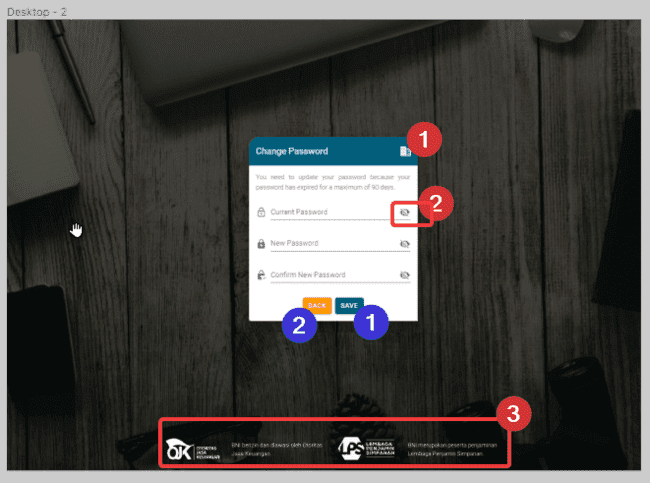 Desktop - 2
1
Change Password
You need to update your password because your
password has expired for a maximum of 90 days.
2
Current Password
New Password
Confirm New Password
BACK
SAVE
2
1
3
OTORITAS
JASA
KEUANGAN
BNI berizin dan diawasi oleh Otoritas
Jasa Keuangan
LPS
LEMBAGA
PENJAMIN
SIMPANAN
BNI merupakan peserta penjaminan
Lembaga Penjamin Simpanan